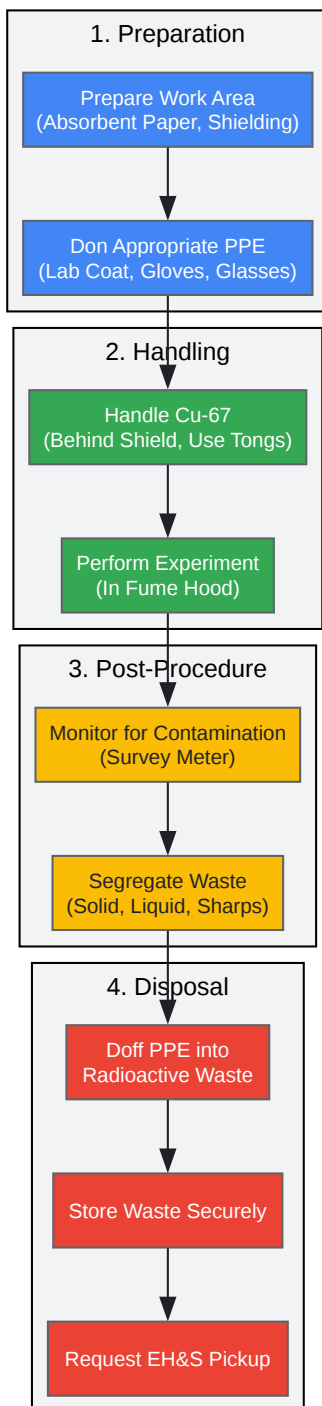 1. Preparation
Prepare Work Area
(Absorbent Paper, Shielding)
Don Appropriate PPE
(Lab Coat, Gloves, Glasses)
2. Handling
Handle Cu-67
(Behind Shield, Use Tongs)
Perform Experiment
(In Fume Hood)
3. Post-Procedure
Monitor for Contamination
(Survey Meter)
Segregate Waste
(Solid, Liquid, Sharps)
4. Disposal
Doff PPE into
Radioactive Waste
Store Waste Securely
Request EH&S Pickup